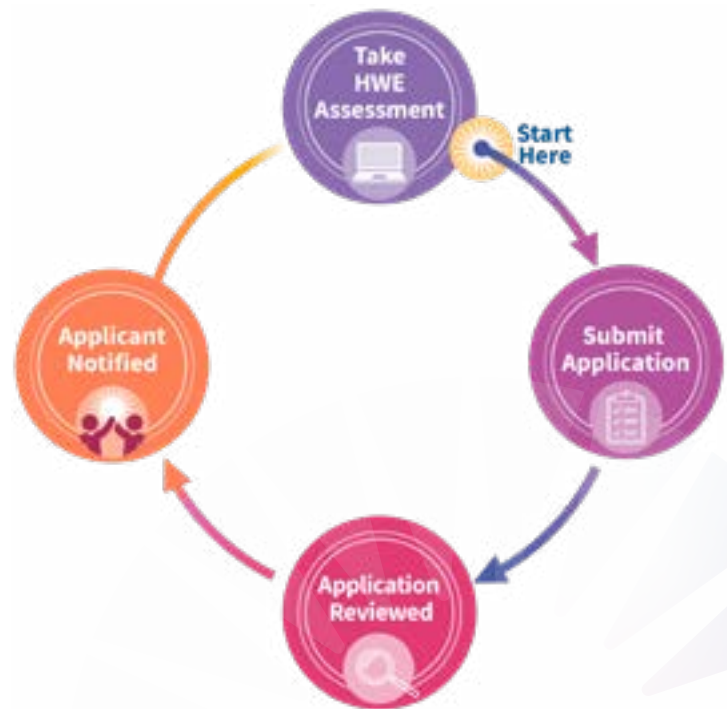 Take
HWE
Assessment
Start
Here
Submit
Application
Application
Reviewed
Applicant
Notified